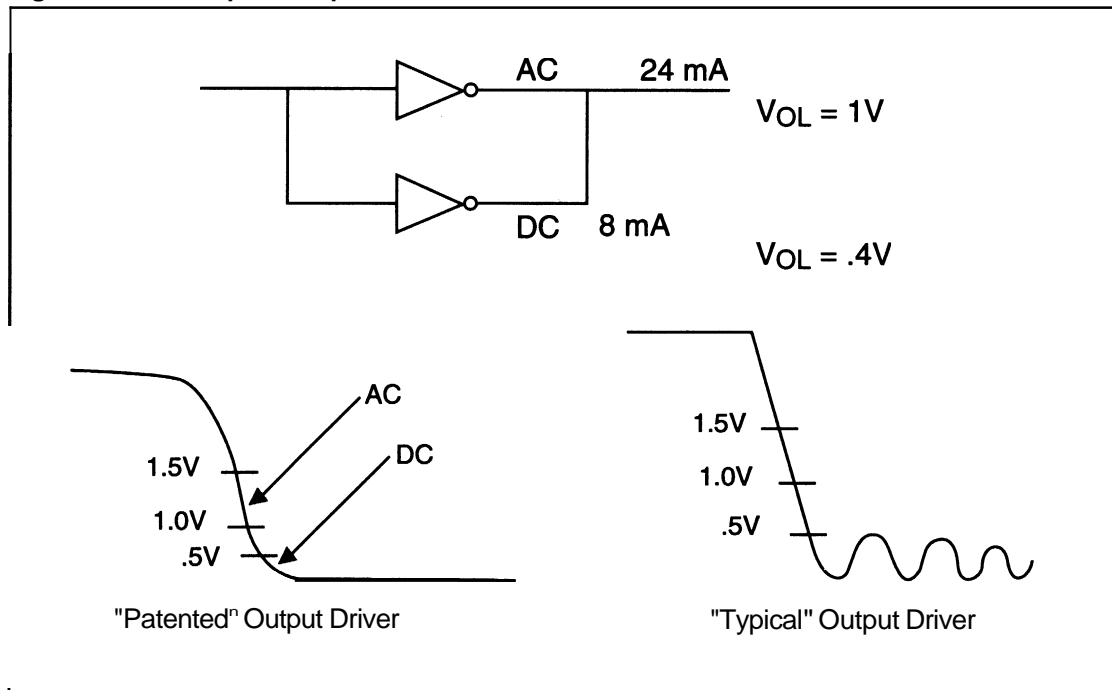 AC 24 mA
VOL = 1V
DC 8 mA
VOL = .4V
AC
DC
1.5V
1.0V
.5V
"Patentedⁿ Output Driver
1.5V
1.0V
.5V
"Typical" Output Driver